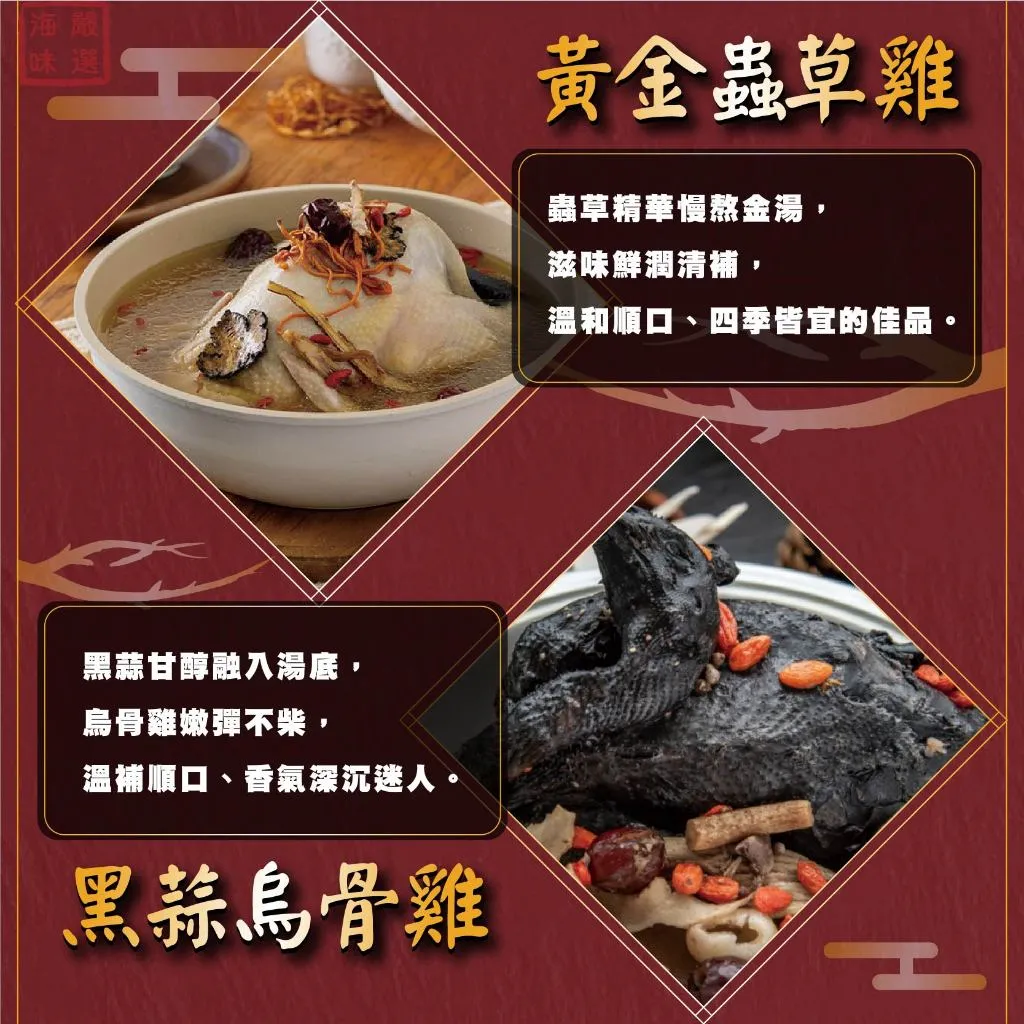 嚴選
海味
黃金蟲草雞
蟲草精華慢熬金湯，
滋味鮮潤清補，
溫和順口、四季皆宜的佳品。
黑蒜甘醇融入湯底，
烏骨雞嫩彈不柴，
溫補順口、香氣深沉迷人。
黑蒜烏骨雞